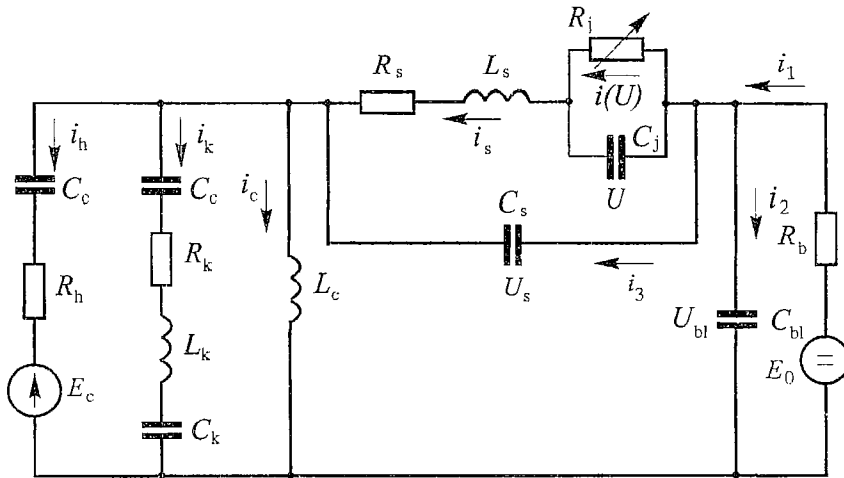 R_j
R_s
L_s
i_1
i(U)
i_s
i_h
i_k
C_j
C_c
C_c
i_c
U
C_s
i_2
R_b
R_h
R_k
L_c
U_s
i_3
L_k
U_bl
C_bl
E_c
E_0
=
C_k